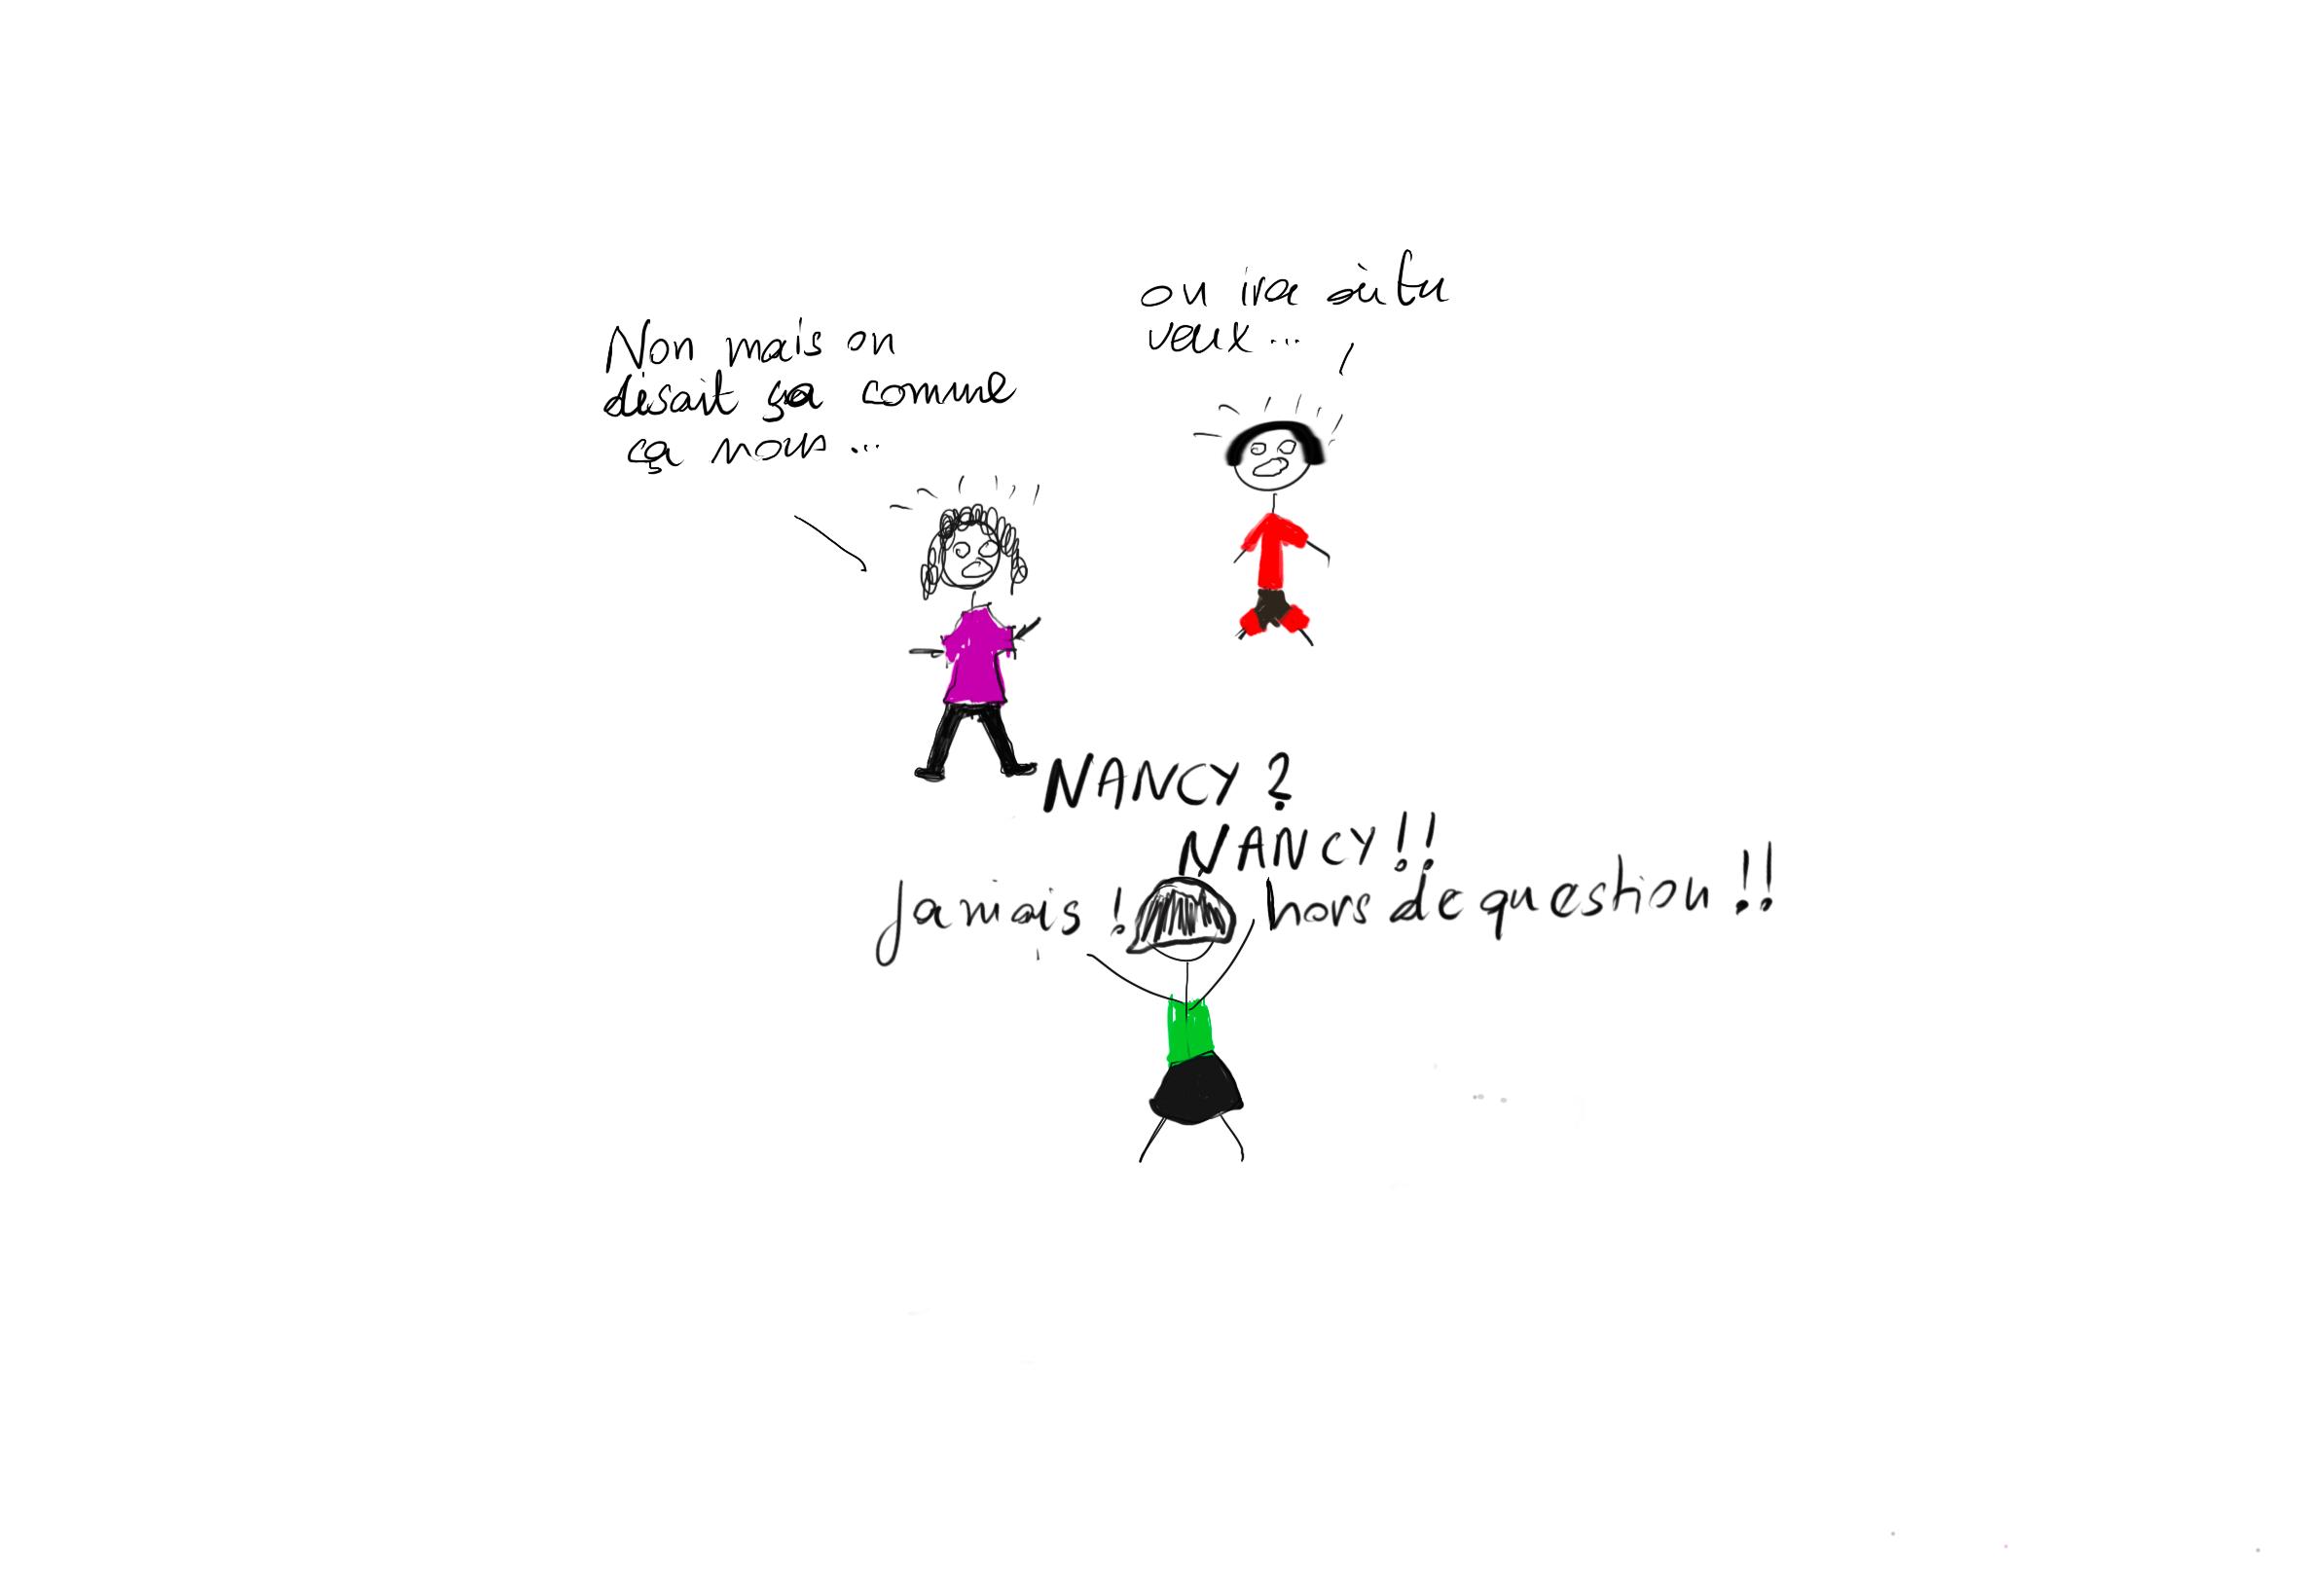 Non mais on
disait ça comme
ça nous...
on ira où tu
veux...
NANCY ?
NANCY !!
Jamais ! hors de question !!